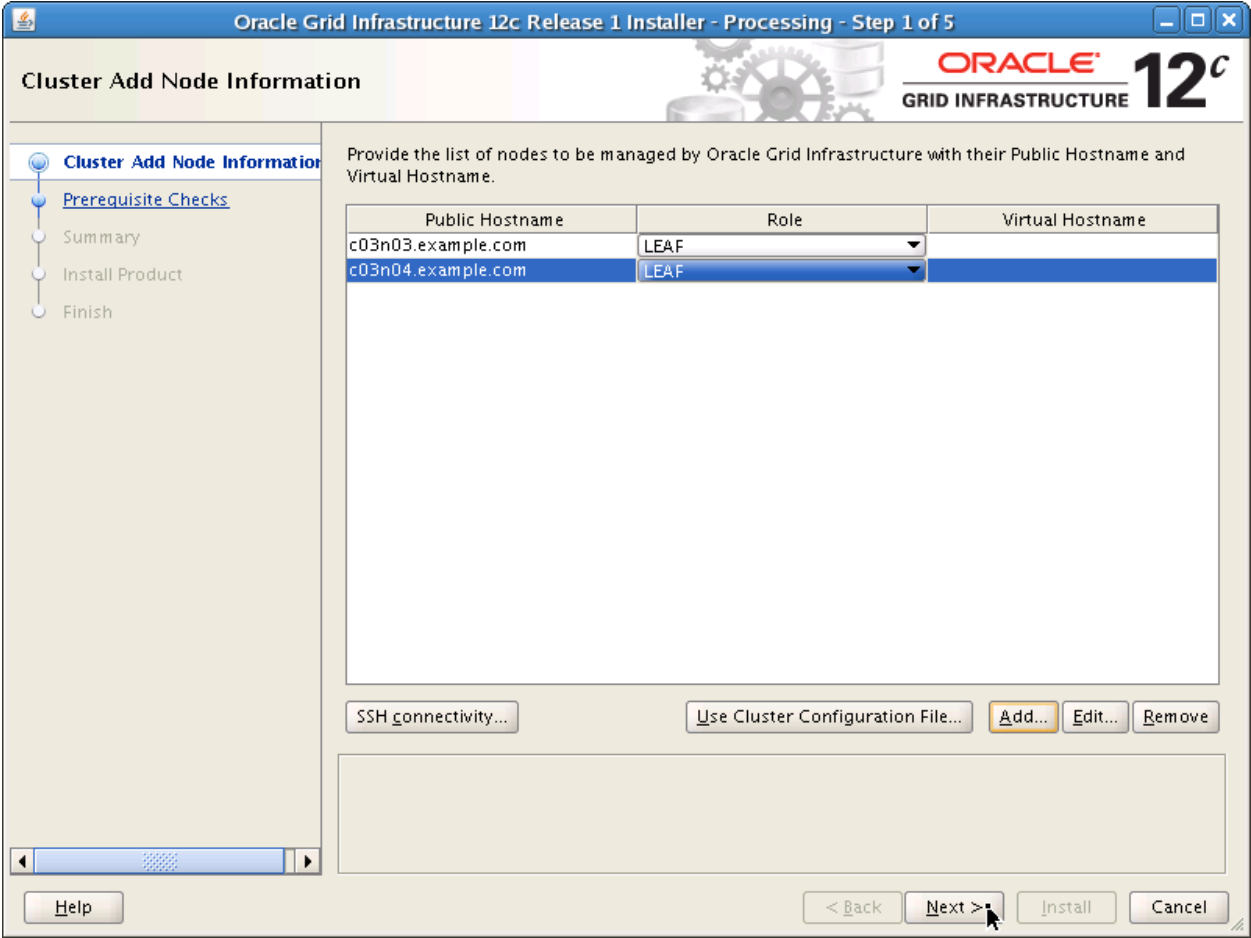 Oracle Grid Infrastructure 12c Release 1 Installer - Processing - Step 1 of 5
Cluster Add Node Information
ORACLE
GRID INFRASTRUCTURE
12c
Cluster Add Node Information
Prerequisite Checks
Summary
Install Product
Finish
Provide the list of nodes to be managed by Oracle Grid Infrastructure with their Public Hostname and
Virtual Hostname.
Public Hostname Role Virtual Hostname
c03n03.example.com LEAF
c03n04.example.com LEAF
SSH connectivity... Use Cluster Configuration File... Add... Edit... Remove
Help < Back Next > Install Cancel